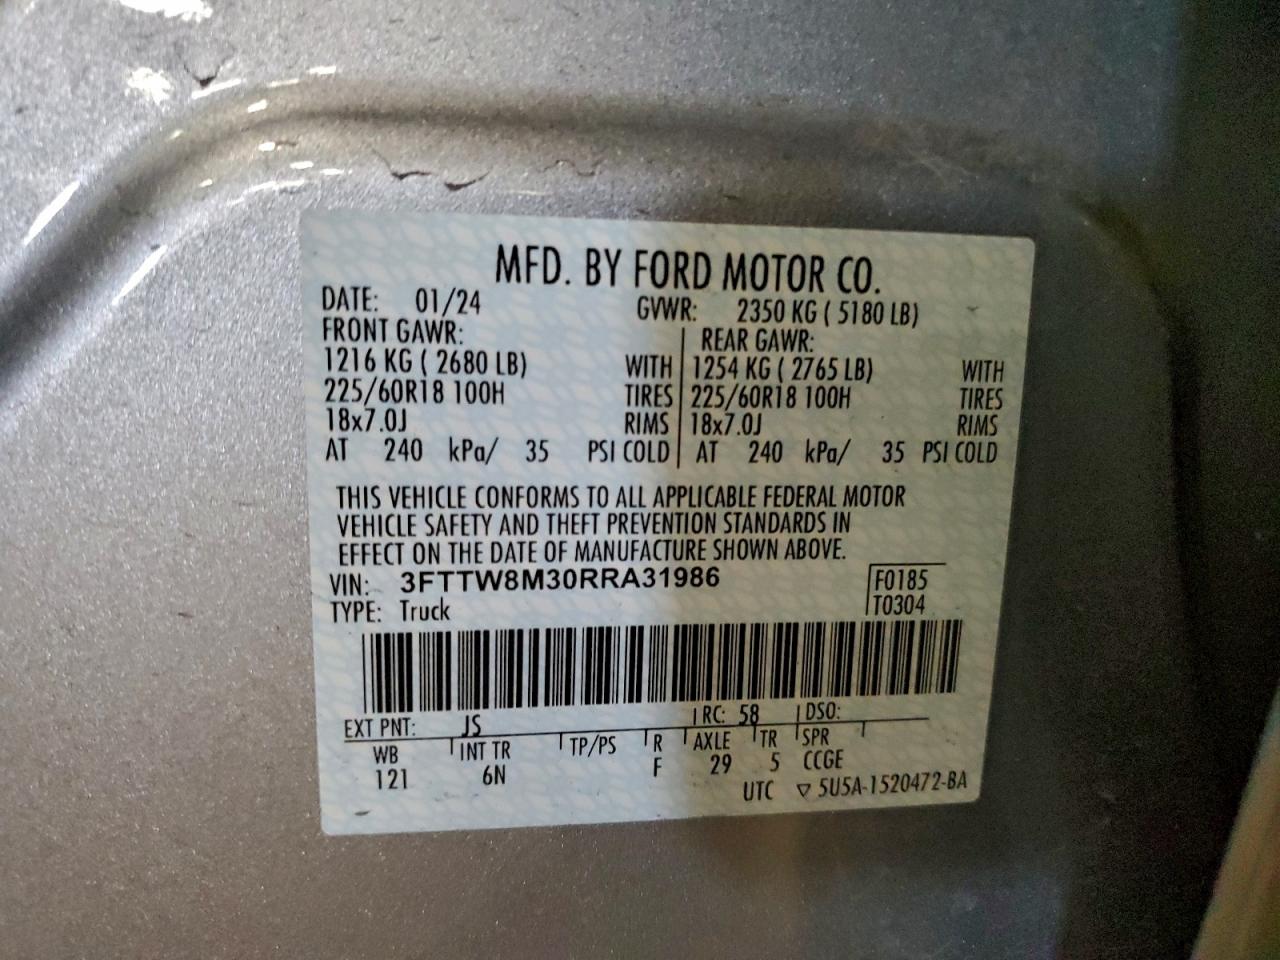 MFD. BY FORD MOTOR CO.
DATE: 01/24 GVWR: 2350 KG ( 5180 LB)
FRONT GAWR: REAR GAWR:
1216 KG ( 2680 LB) WITH 1254 KG ( 2765 LB) WITH
225/60R18 100H TIRES 225/60R18 100H TIRES
18x7.0J RIMS 18x7.0J RIMS
AT 240 kPa/ 35 PSI COLD AT 240 kPa/ 35 PSI COLD
THIS VEHICLE CONFORMS TO ALL APPLICABLE FEDERAL MOTOR
VEHICLE SAFETY AND THEFT PREVENTION STANDARDS IN
EFFECT ON THE DATE OF MANUFACTURE SHOWN ABOVE.
VIN: 3FTTW8M30RRA31986 F0185
TYPE: Truck T0304
EXT PNT: JS RC: 58 DSO:
WB INT TR TP/PS R AXLE TR SPR
121 6N F 29 5 CCGE
UTC ▽ 5U5A-1520472-BA